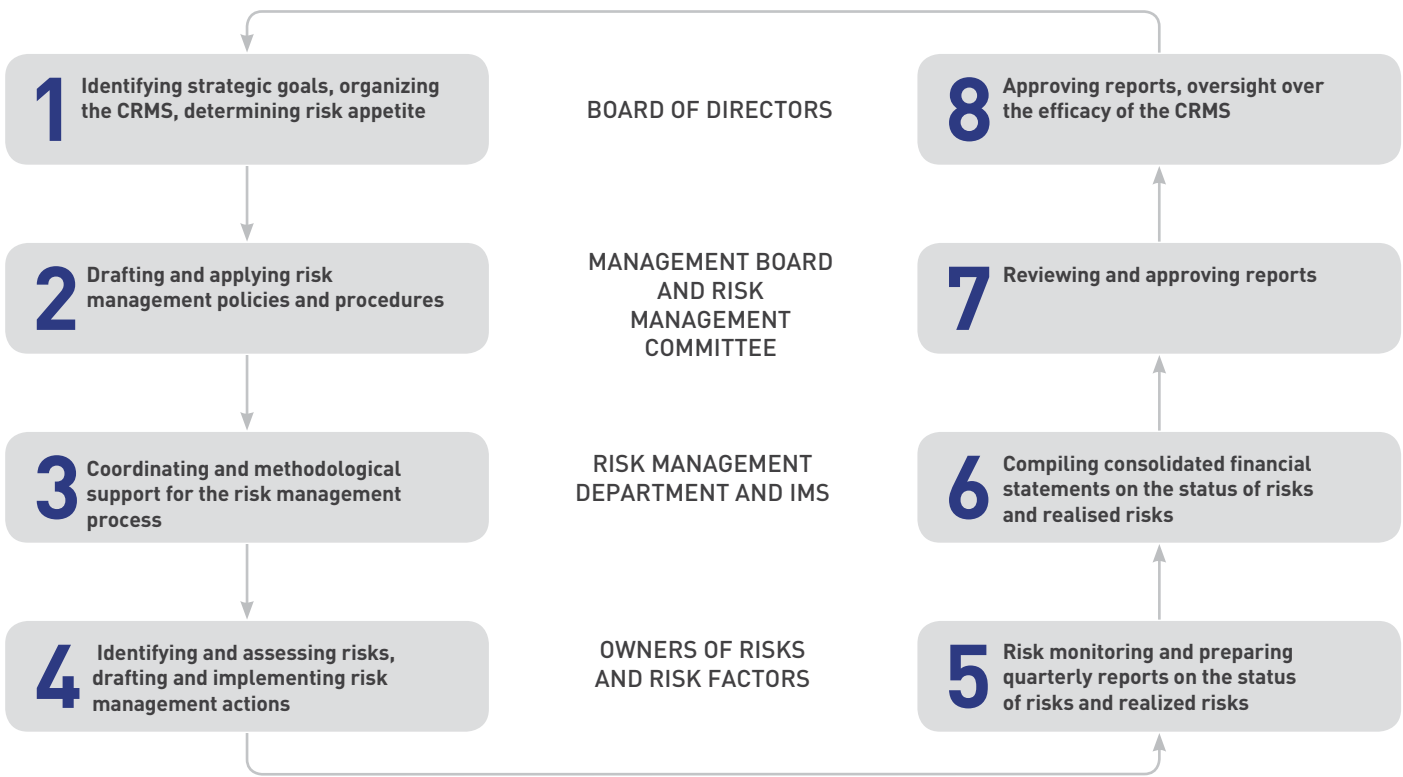 1
Identifying strategic goals, organizing
the CRMS, determining risk appetite
BOARD OF DIRECTORS
8
Approving reports, oversight over
the efficacy of the CRMS
2
Drafting and applying risk
management policies and procedures
MANAGEMENT BOARD
AND RISK
MANAGEMENT
COMMITTEE
7
Reviewing and approving reports
3
Coordinating and methodological
support for the risk management
process
RISK MANAGEMENT
DEPARTMENT AND IMS
6
Compiling consolidated financial
statements on the status of risks
and realised risks
4
Identifying and assessing risks,
drafting and implementing risk
management actions
OWNERS OF RISKS
AND RISK FACTORS
5
Risk monitoring and preparing
quarterly reports on the status
of risks and realized risks